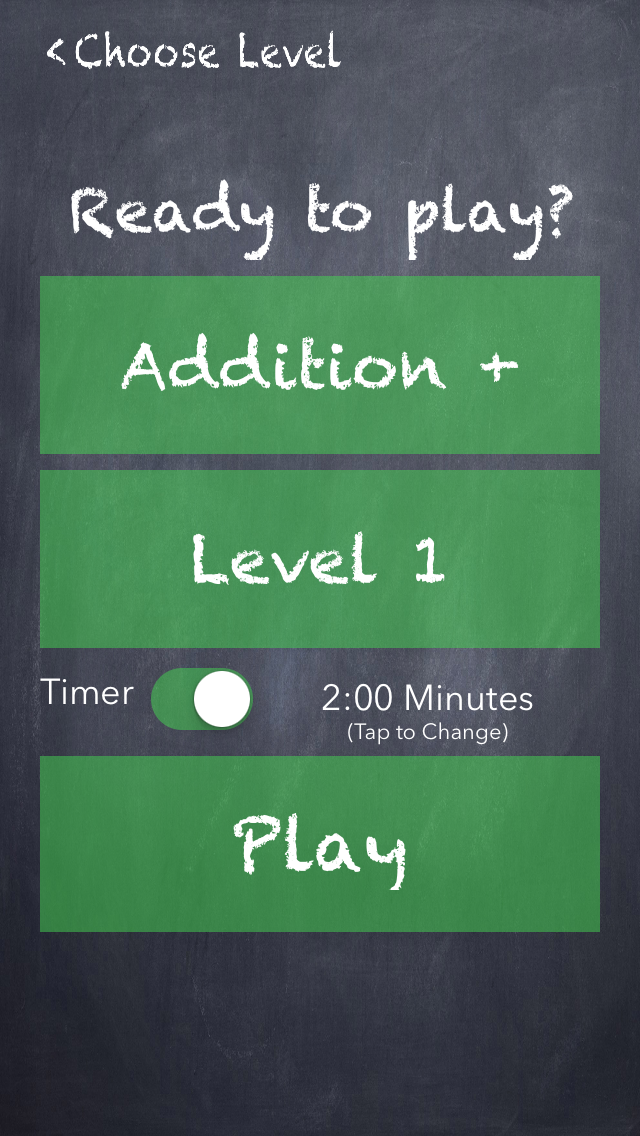 <Choose Level
Ready to play?
Addition +
Level 1
Timer
2:00 Minutes
(Tap to Change)
Play